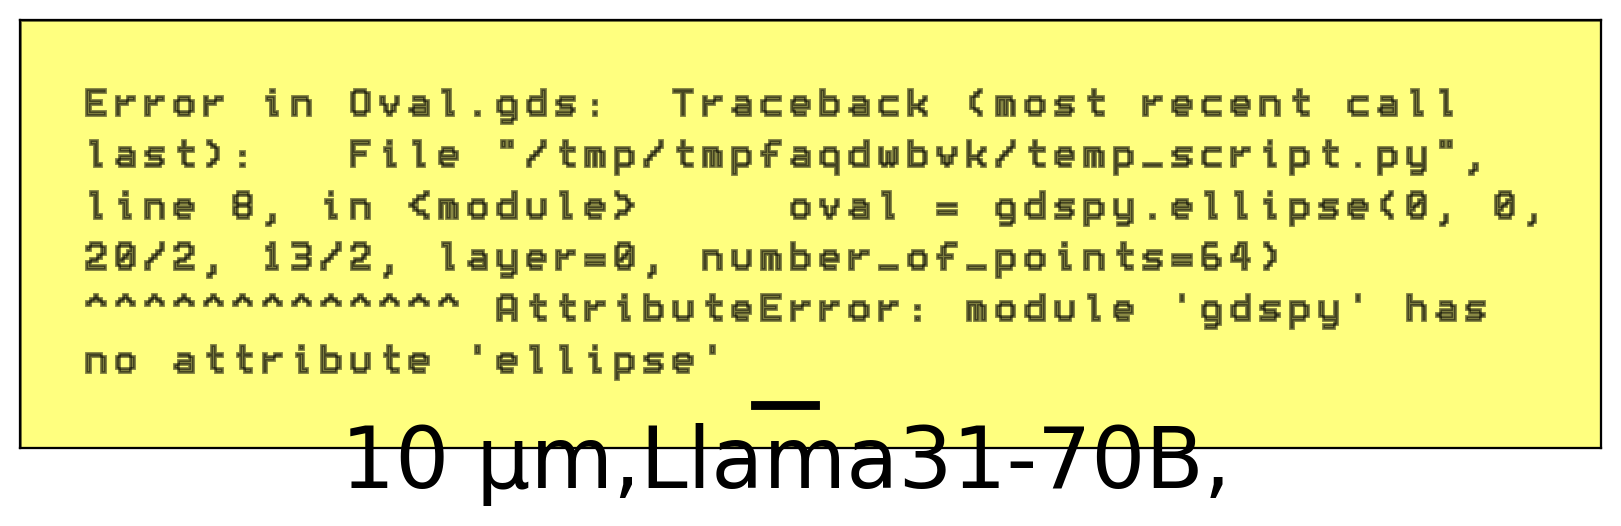 Error in Oval.gds:  Traceback (most recent call
last):   File "/tmp/tmpfaqdwbvk/temp_script.py",
line 8, in <module>     oval = gdspy.ellipse(0, 0,
20/2, 13/2, layer=0, number_of_points=64)
^^^^^^^^^^^^^ AttributeError: module 'gdspy' has
no attribute 'ellipse'
10 μm,Llama31-70B,